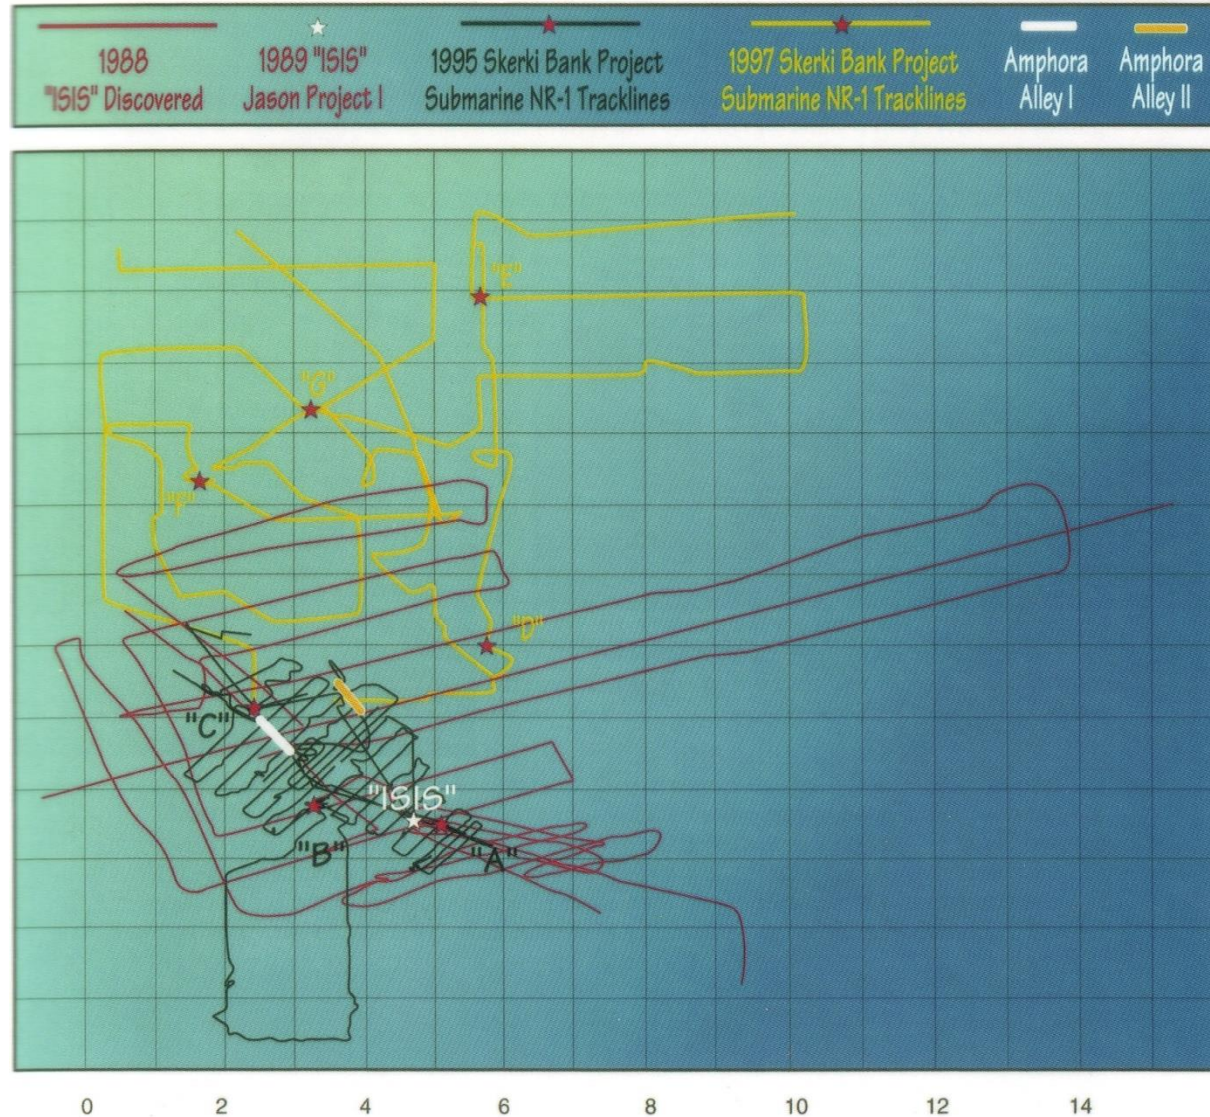 1988
"ISIS" Discovered
1989 "ISIS"
Jason Project I
1995 Skerki Bank Project
Submarine NR-1 Tracklines
1997 Skerki Bank Project
Submarine NR-1 Tracklines
Amphora
Alley I
Amphora
Alley II
"E"
"G"
"F"
"D"
"C"
"ISIS"
"B"
"A"
0 2 4 6 8 10 12 14